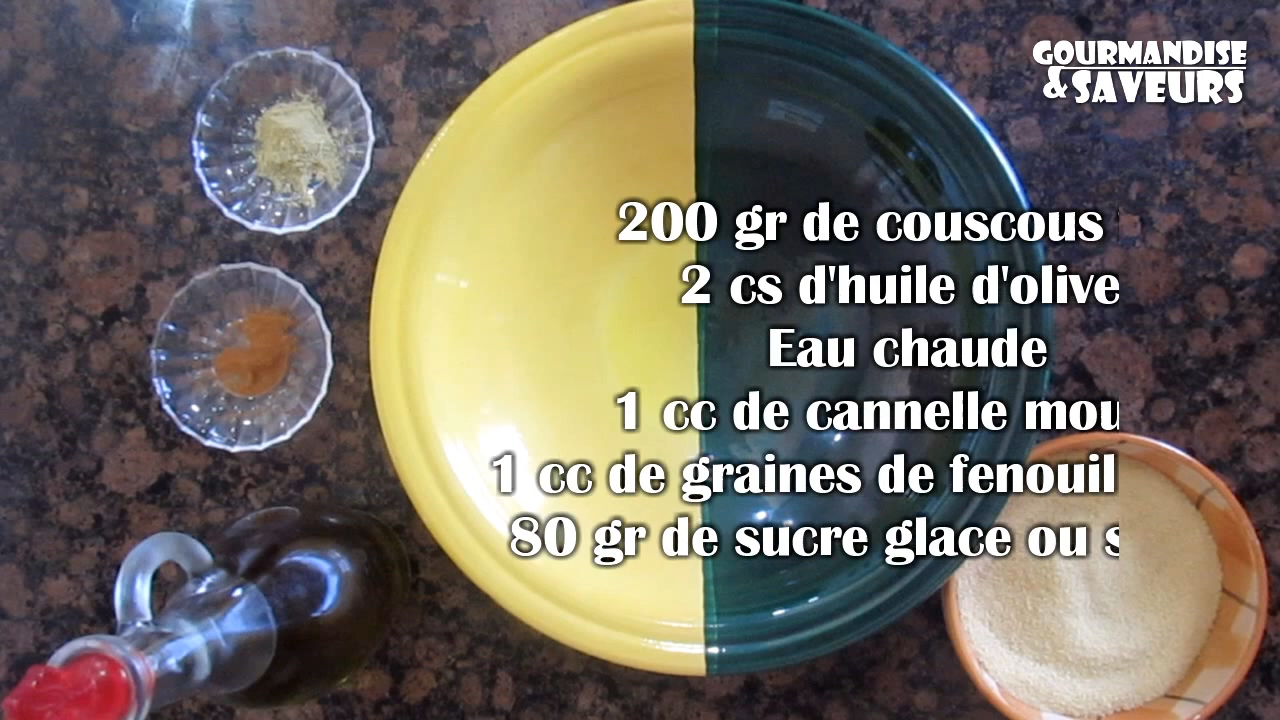 GOURMANDISE
& SAVEURS
200 gr de couscous
2 cs d'huile d'olive
Eau chaude
1 cc de cannelle
1 cc de graines de fenouil
80 gr de sucre glace ou